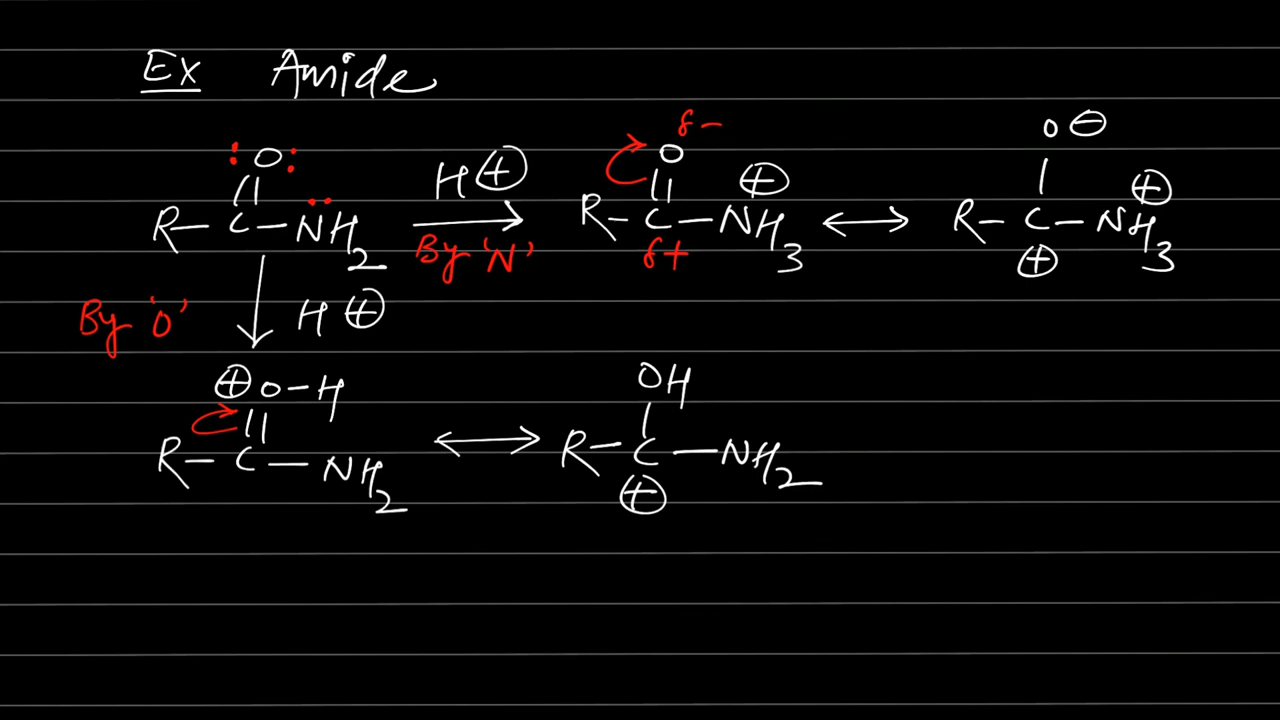 Ex Amide
δ- O ⊖
:O: H⊕ O ⊕ ⊕
R-C-NH2 By 'N' R-C-NH3 ↔ R-C-NH3
δ+ ⊕
By 'O' H⊕
⊕O-H OH
R-C-NH2 ↔ R-C-NH2
⊕